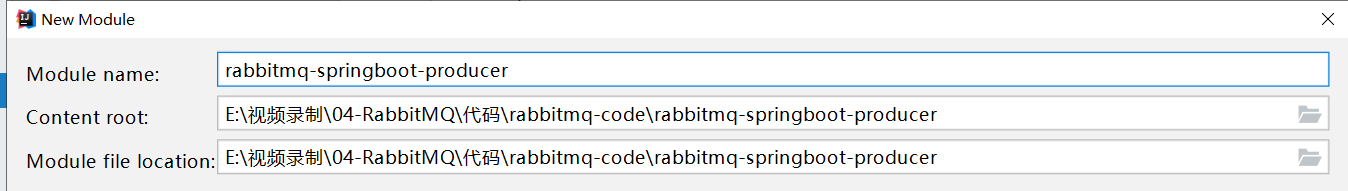 New Module
Module name: rabbitmq-springboot-producer
Content root: E:\视频录制\04-RabbitMQ\代码\rabbitmq-code\rabbitmq-springboot-producer
Module file location: E:\视频录制\04-RabbitMQ\代码\rabbitmq-code\rabbitmq-springboot-producer